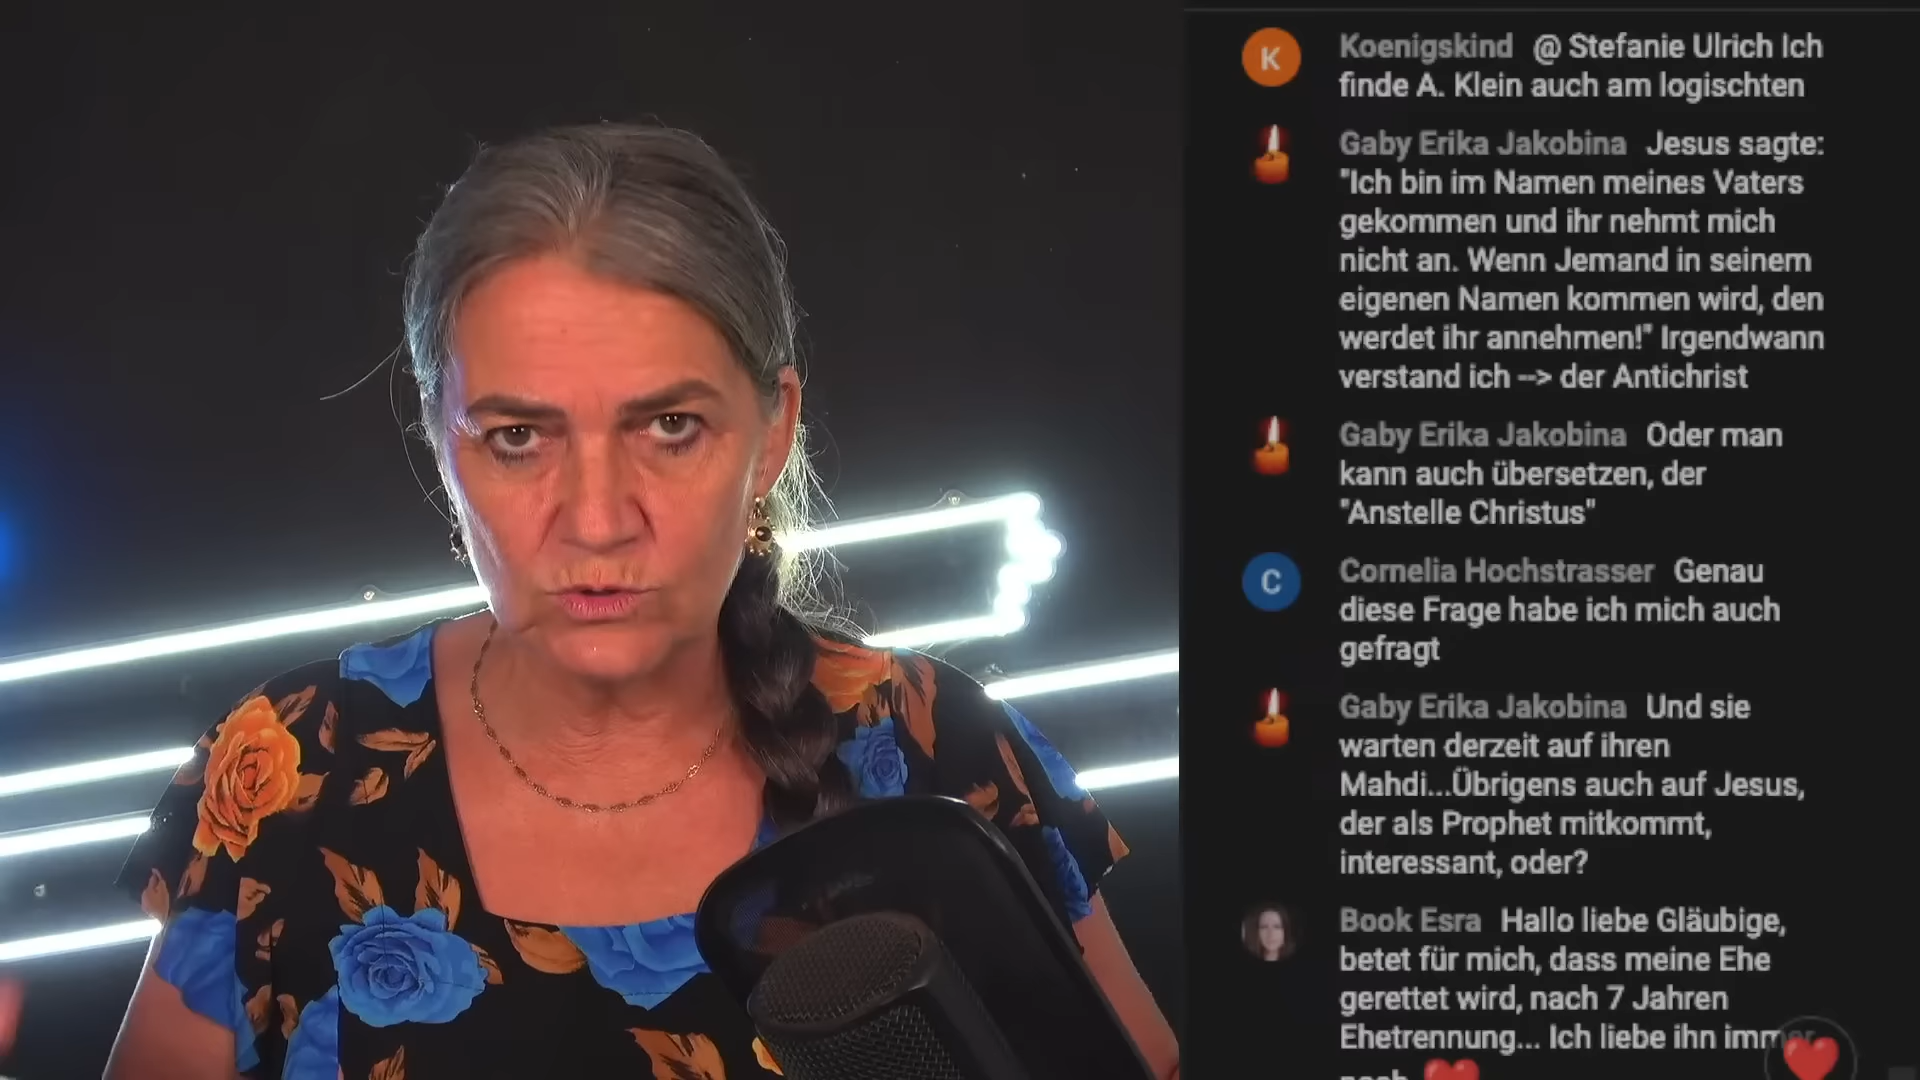 K
Koenigskind @ Stefanie Ulrich Ich
finde A. Klein auch am logischten
Gaby Erika Jakobina Jesus sagte:
"Ich bin im Namen meines Vaters
gekommen und ihr nehmt mich
nicht an. Wenn Jemand in seinem
eigenen Namen kommen wird, den
werdet ihr annehmen!" Irgendwann
verstand ich --> der Antichrist
Gaby Erika Jakobina Oder man
kann auch übersetzen, der
"Anstelle Christus"
C
Cornelia Hochstrasser Genau
diese Frage habe ich mich auch
gefragt
Gaby Erika Jakobina Und sie
warten derzeit auf ihren
Mahdi...Übrigens auch auf Jesus,
der als Prophet mitkommt,
interessant, oder?
Book Esra Hallo liebe Gläubige,
betet für mich, dass meine Ehe
gerettet wird, nach 7 Jahren
Ehetrennung... Ich liebe ihn immer